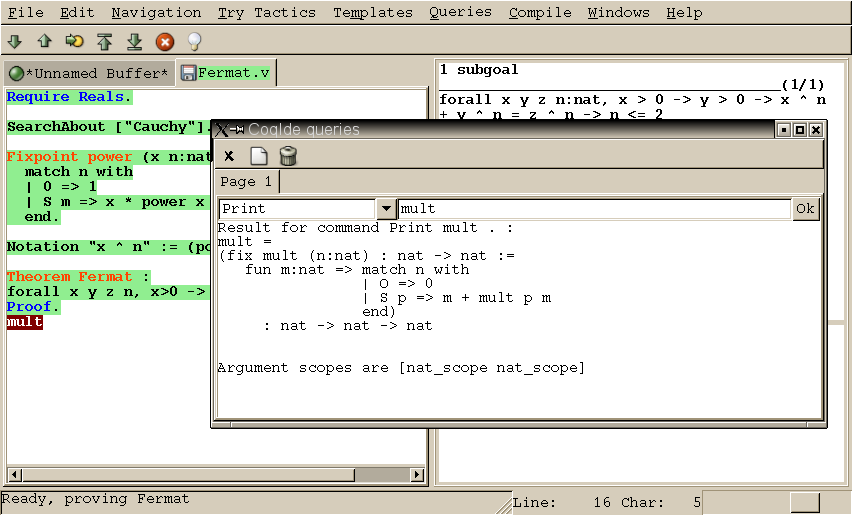 File Edit Navigation Try Tactics Templates Queries Compile Windows Help
*Unnamed Buffer* Fermat.v
Require Reals.
SearchAbout ["Cauchy"].
Fixpoint power (x n:nat
match n with
| O => 1
| S m => x * power x
end.
Notation "x ^ n" := (po
Theorem Fermat :
forall x y z n, x>0 ->
Proof.
mult
1 subgoal
(1/1)
forall x y z n:nat, x > 0 -> y > 0 -> x ^ n
+ y ^ n = z ^ n -> n <= 2
CoqIde queries
Page 1
Print mult Ok
Result for command Print mult . :
mult =
(fix mult (n:nat) : nat -> nat :=
fun m:nat => match n with
| O => 0
| S p => m + mult p m
end)
: nat -> nat -> nat
Argument scopes are [nat_scope nat_scope]
Ready, proving Fermat
Line: 16 Char: 5